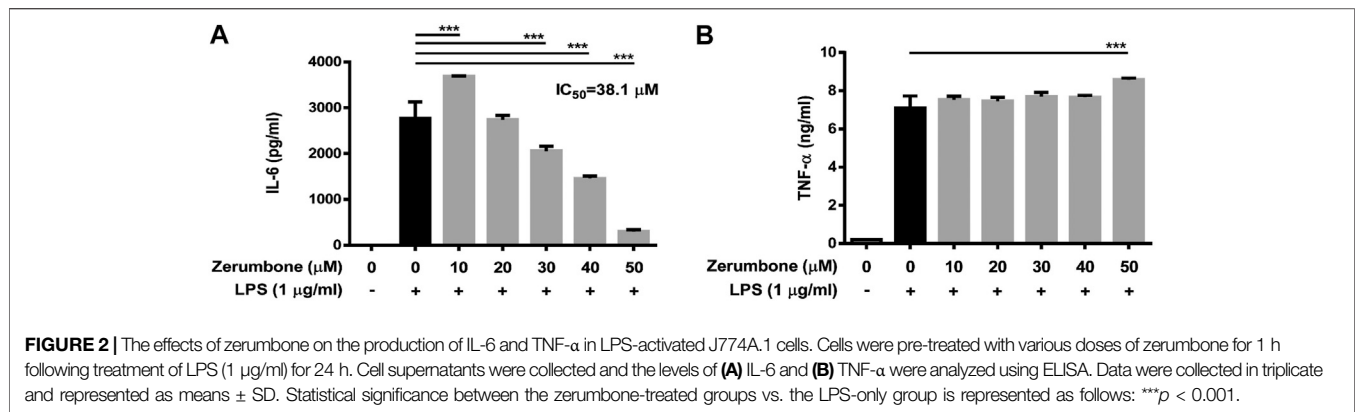 A
B
***
***
***
***
***
IC50=38.1 μM
IL-6 (pg/ml)
4000
3000
2000
1000
0
TNF-α (ng/ml)
10
8
6
4
2
0
Zerumbone (μM) 0 0 10 20 30 40 50
LPS (1 μg/ml) - + + + + + +
Zerumbone (μM) 0 0 10 20 30 40 50
LPS (1 μg/ml) - + + + + + +
FIGURE 2 | The effects of zerumbone on the production of IL-6 and TNF-α in LPS-activated J774A.1 cells. Cells were pre-treated with various doses of zerumbone for 1 h
following treatment of LPS (1 μg/ml) for 24 h. Cell supernatants were collected and the levels of (A) IL-6 and (B) TNF-α were analyzed using ELISA. Data were collected in triplicate
and represented as means ± SD. Statistical significance between the zerumbone-treated groups vs. the LPS-only group is represented as follows: ***p < 0.001.